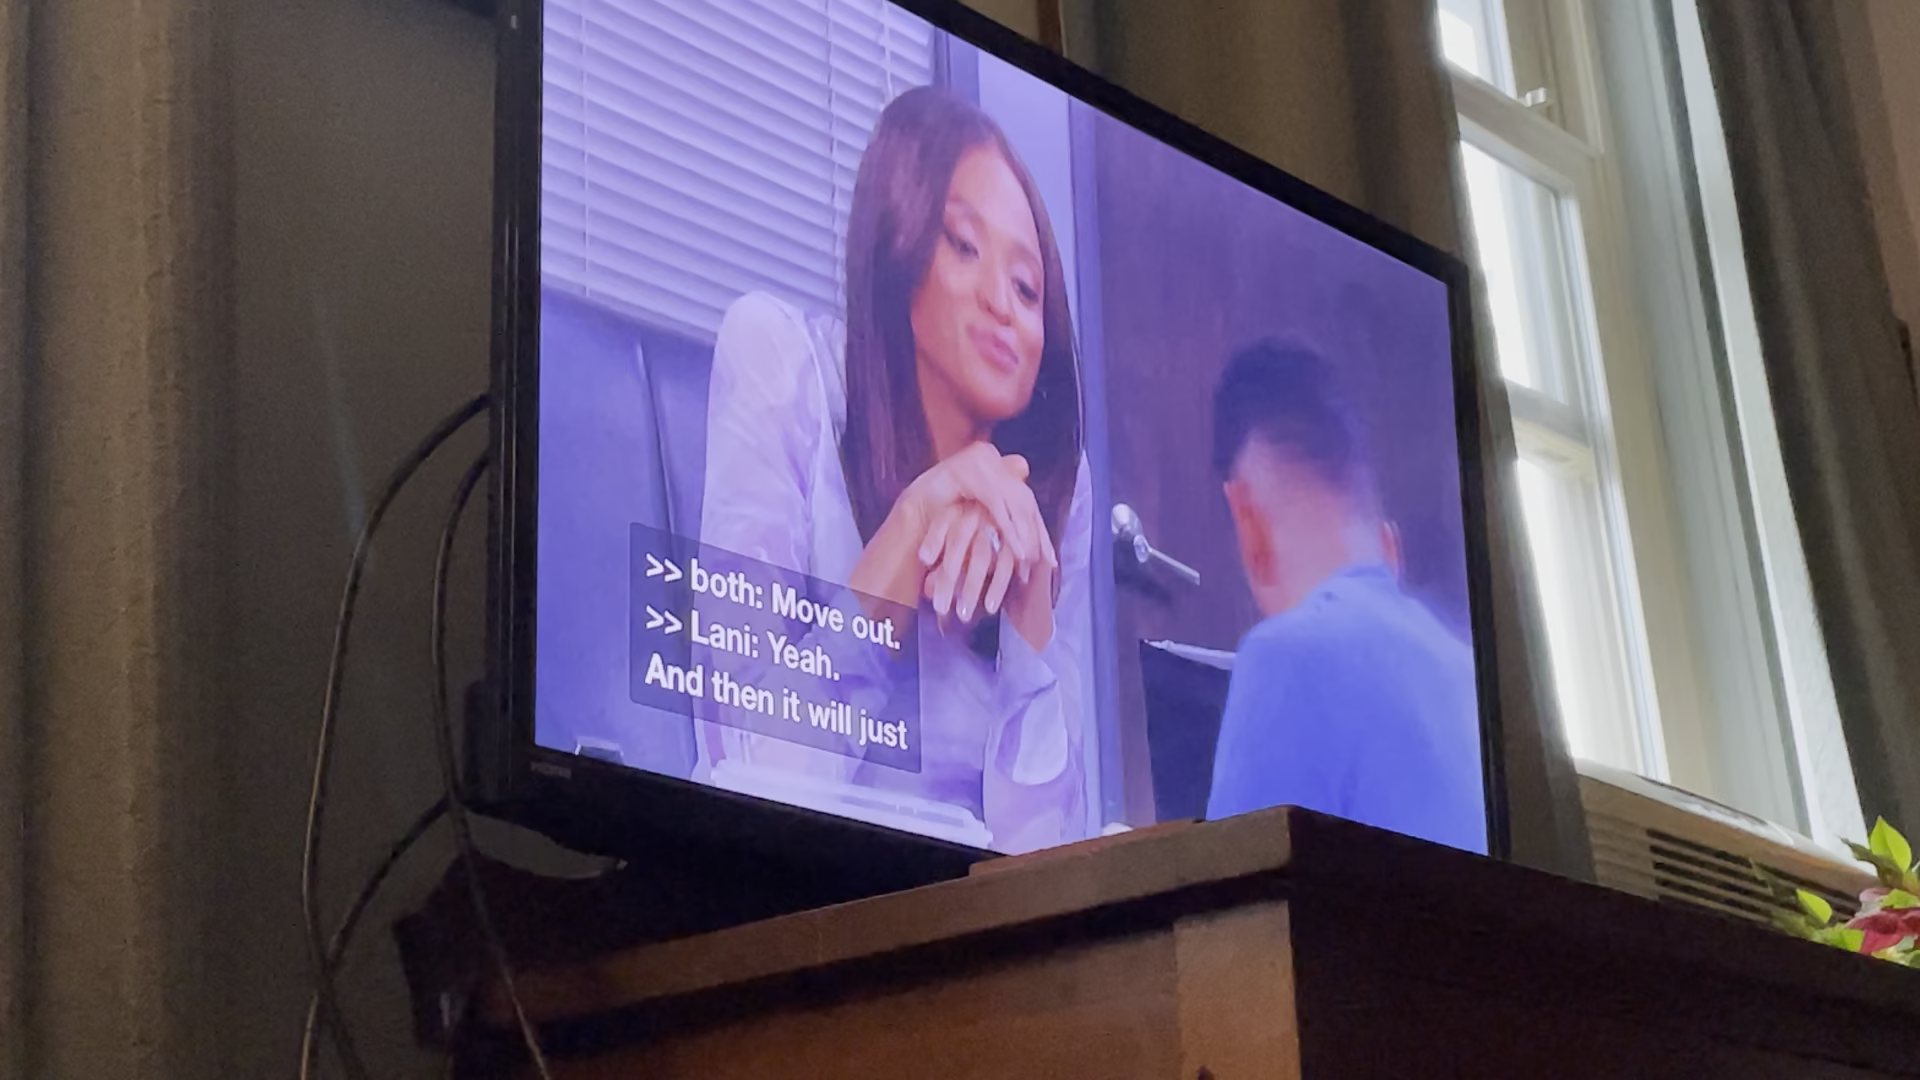 >> both: Move out.
>> Lani: Yeah.
And then it will just